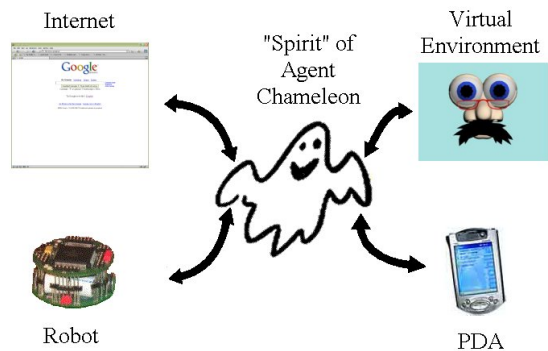 Internet
"Spirit" of
Agent
Chameleon
Virtual
Environment
Google
Robot
PDA